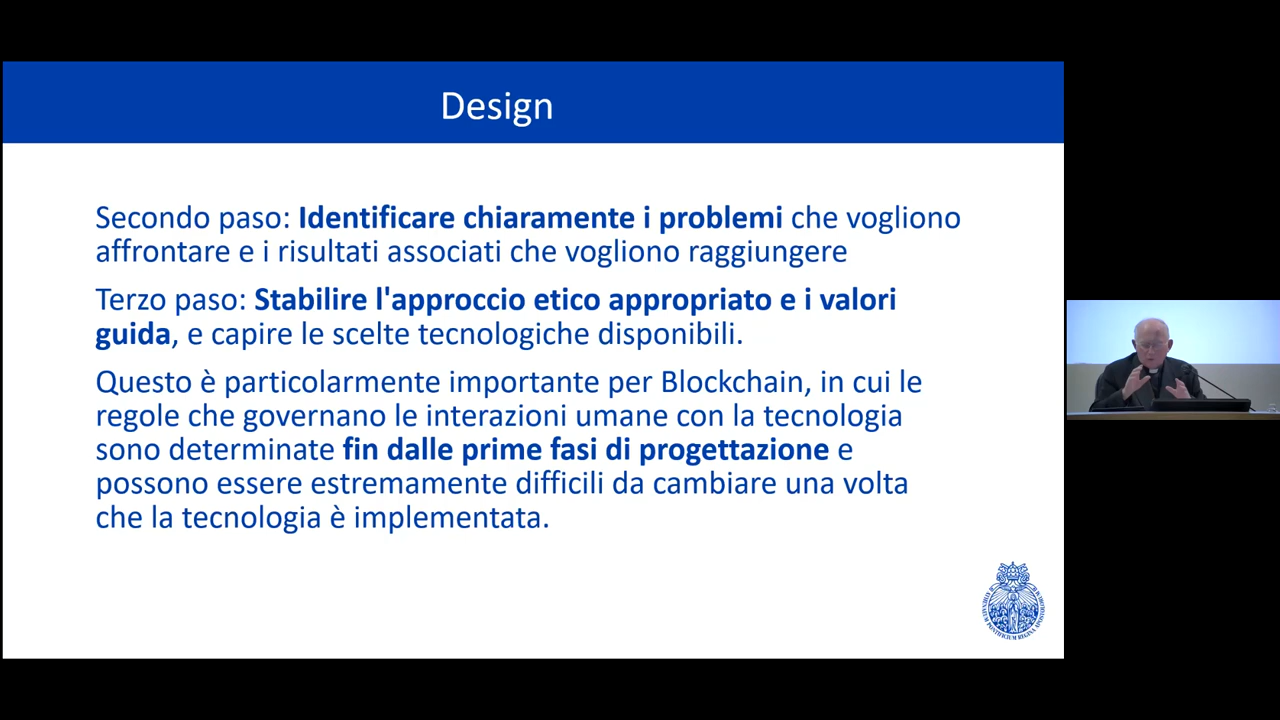 Design
Secondo paso: Identificare chiaramente i problemi che vogliono
affrontare e i risultati associati che vogliono raggiungere
Terzo paso: Stabilire l'approccio etico appropriato e i valori
guida, e capire le scelte tecnologiche disponibili.
Questo è particolarmente importante per Blockchain, in cui le
regole che governano le interazioni umane con la tecnologia
sono determinate fin dalle prime fasi di progettazione e
possono essere estremamente difficili da cambiare una volta
che la tecnologia è implementata.